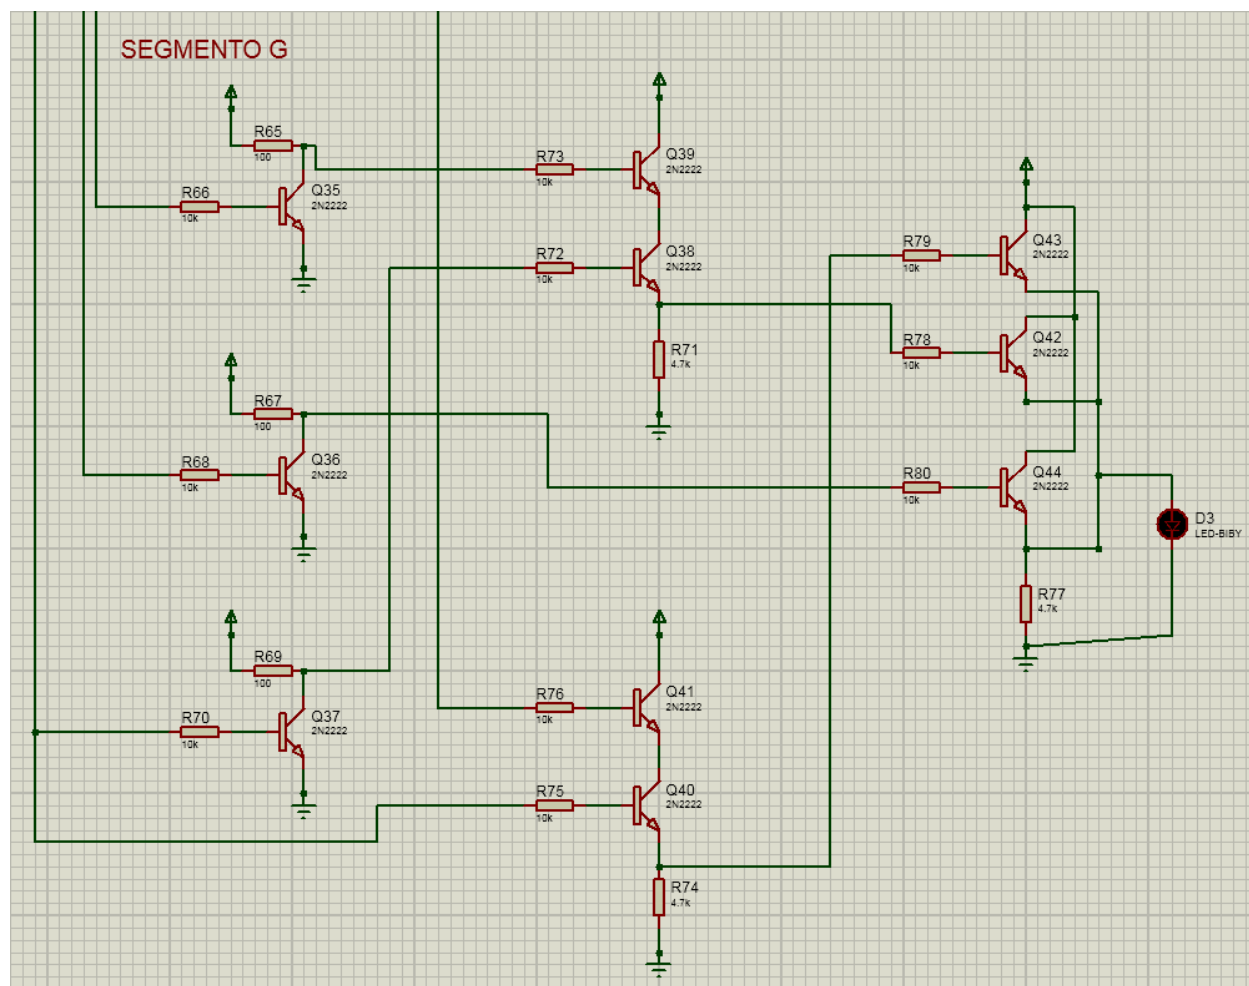 SEGMENTO G
R65
100
R66
10k
Q35
2N2222
R73
10k
Q39
2N2222
R72
10k
Q38
2N2222
R79
10k
Q43
2N2222
R78
10k
Q42
2N2222
R71
4.7k
R67
100
R68
10k
Q36
2N2222
R80
10k
Q44
2N2222
D3
LED-BIBY
R77
4.7k
R69
100
R70
10k
Q37
2N2222
R76
10k
Q41
2N2222
R75
10k
Q40
2N2222
R74
4.7k